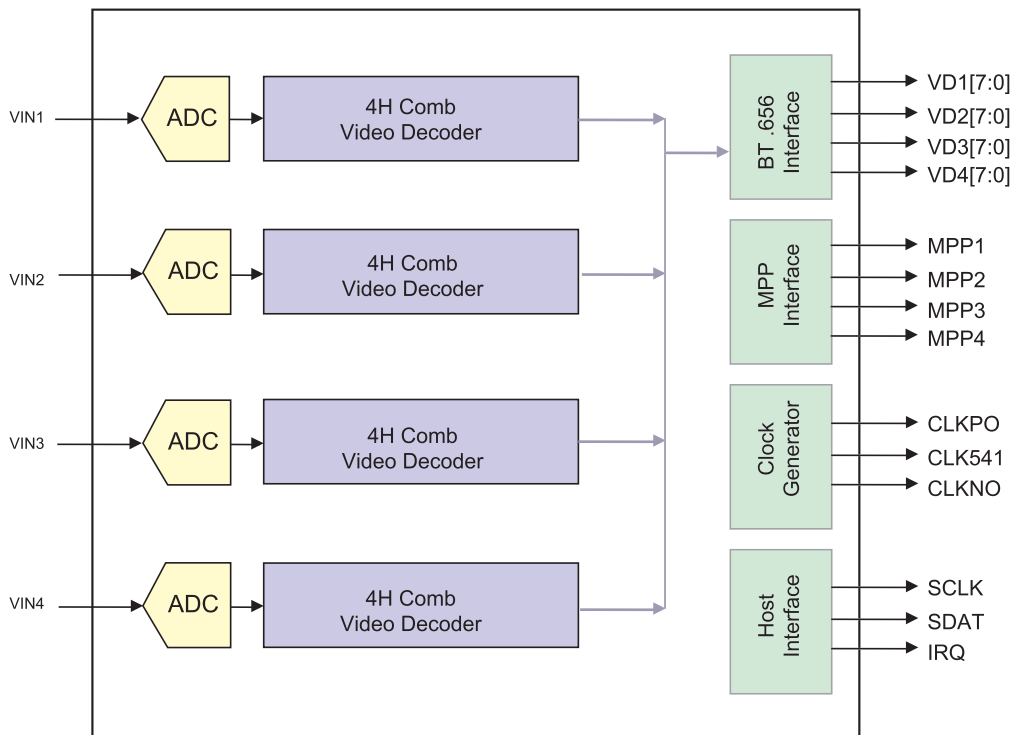 VIN1
ADC
4H Comb
Video Decoder
BT .656
Interface
VD1[7:0]
VD2[7:0]
VD3[7:0]
VD4[7:0]
VIN2
ADC
4H Comb
Video Decoder
MPP
Interface
MPP1
MPP2
MPP3
MPP4
VIN3
ADC
4H Comb
Video Decoder
Clock
Generator
CLKPO
CLK541
CLKNO
VIN4
ADC
4H Comb
Video Decoder
Host
Interface
SCLK
SDAT
IRQ